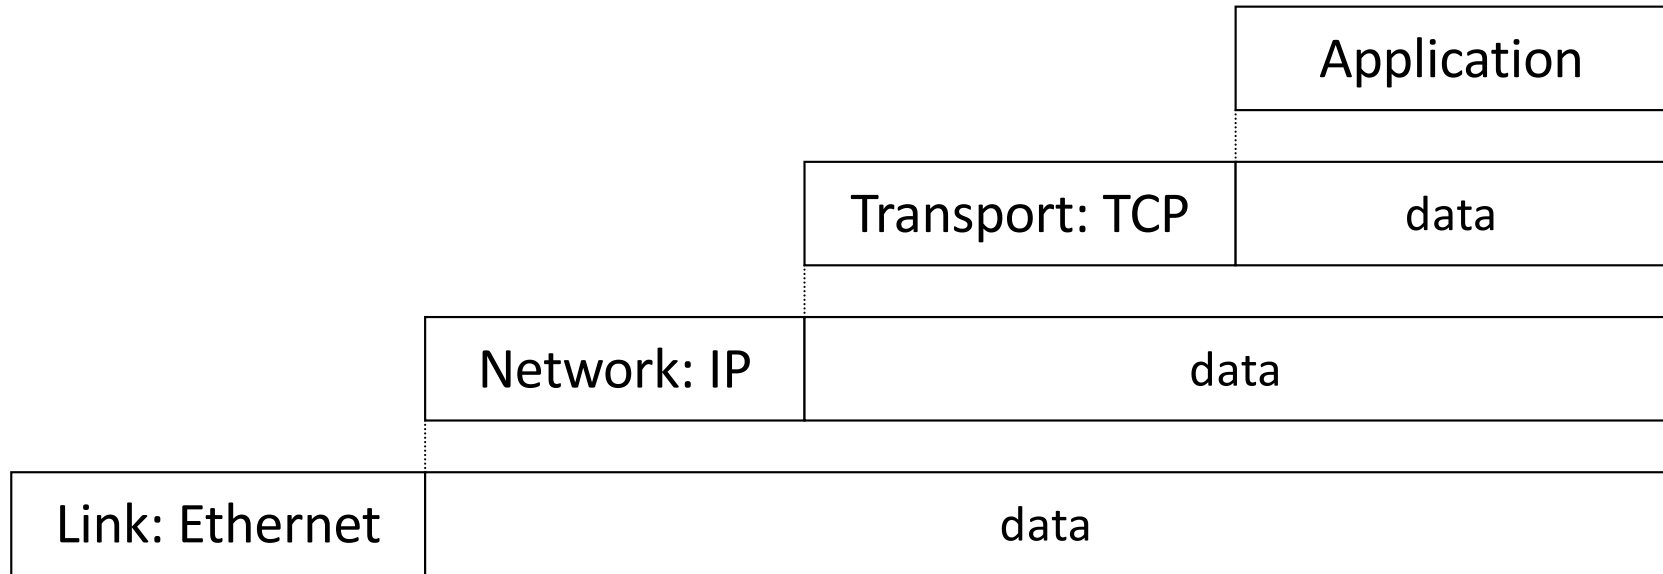 Application
Transport: TCP data
Network: IP data
Link: Ethernet data